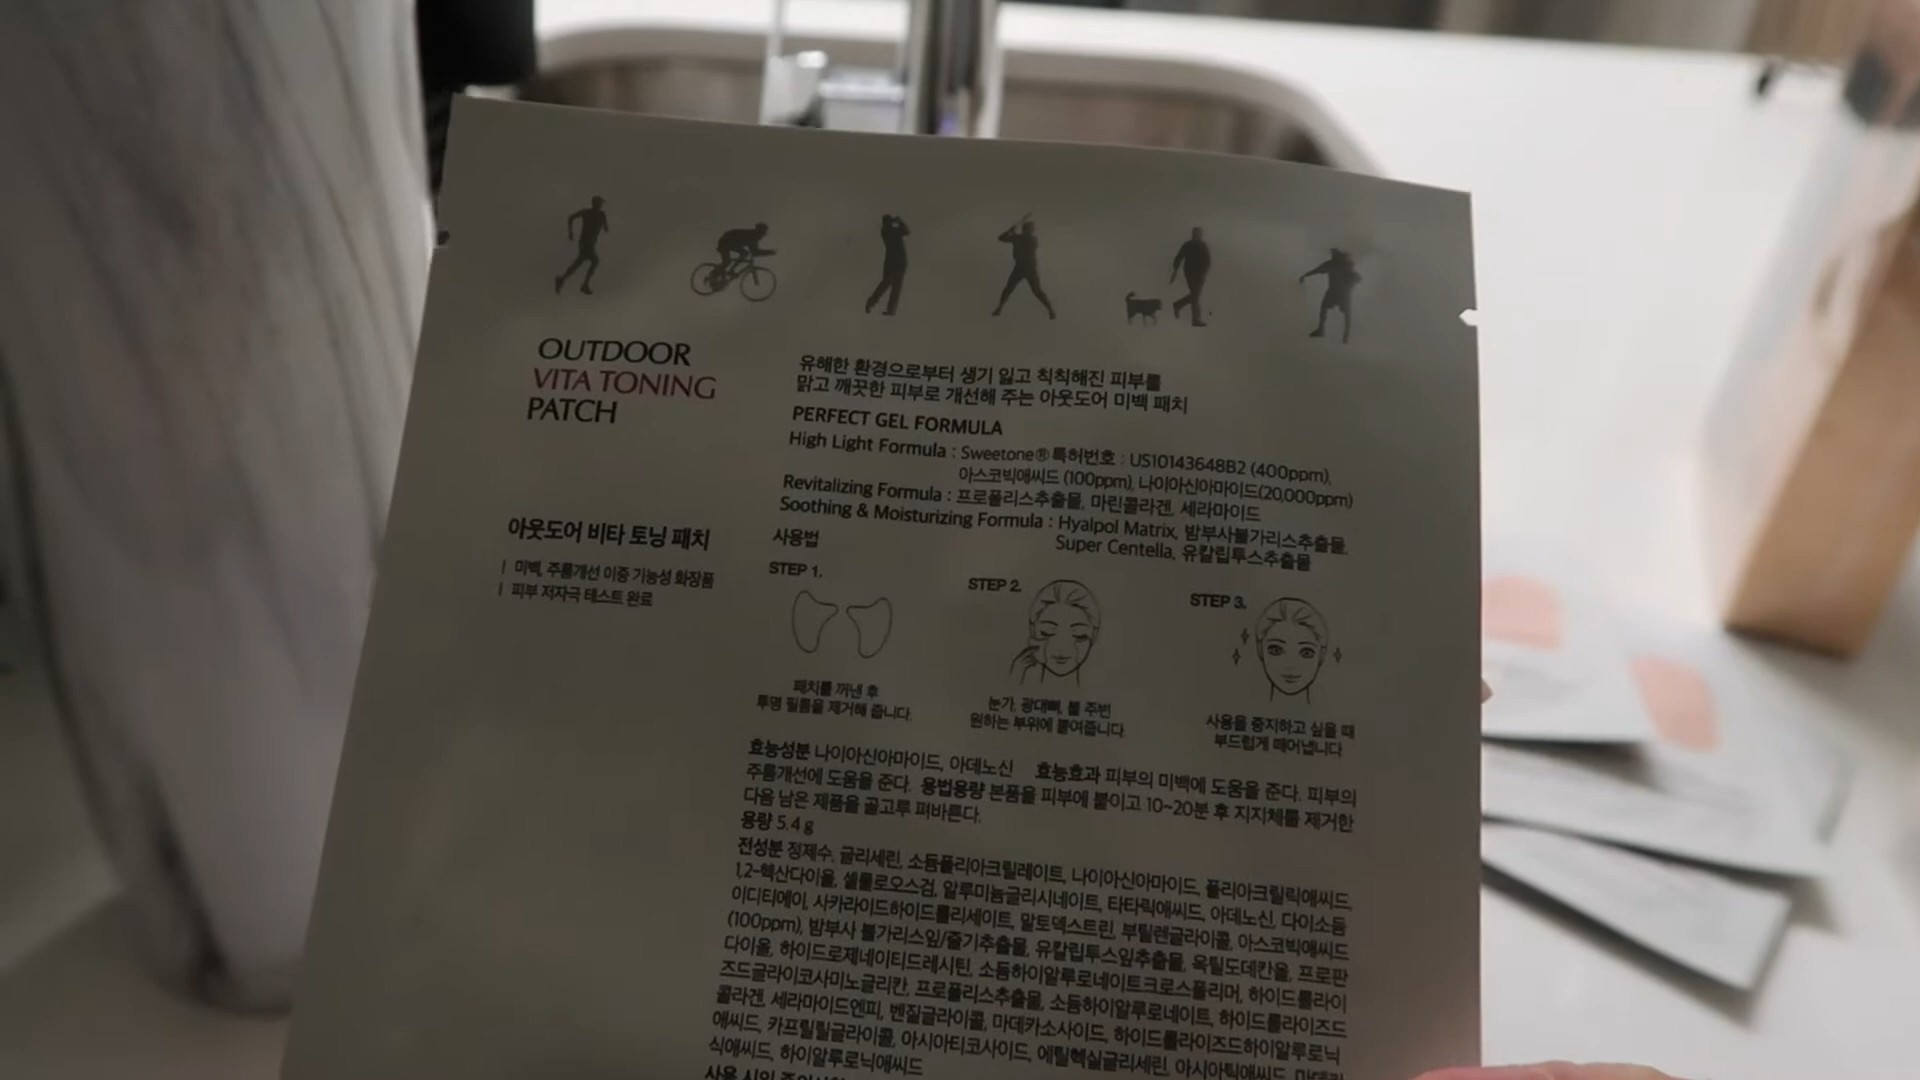 OUTDOOR
VITA TONING
PATCH
아웃도어 비타 토닝 패치
| 미백, 주름개선 이중 기능성 화장품
| 피부 저자극 테스트 완료
유해한 환경으로부터 생기 잃고 칙칙해진 피부를
맑고 깨끗한 피부로 개선해 주는 아웃도어 미백 패치
PERFECT GEL FORMULA
High Light Formula : Sweetone® 특허번호 : US10143648B2 (400ppm),
아스코빅애씨드 (100ppm), 나이아신아마이드(20,000ppm)
Revitalizing Formula : 프로폴리스추출물, 마린콜라겐, 세라마이드
Soothing & Moisturizing Formula : Hyalpol Matrix, 밤부사불가리스추출물,
Super Centella, 유칼립투스추출물
사용법
STEP 1.
패치를 꺼낸 후
투명 필름을 제거해 줍니다.
STEP 2.
눈가, 광대뼈, 볼 주변
원하는 부위에 붙여줍니다.
STEP 3.
사용을 중지하고 싶을 때
부드럽게 떼어냅니다
효능성분 나이아신아마이드, 아데노신 효능효과 피부의 미백에 도움을 준다. 피부의
주름개선에 도움을 준다. 용법용량 본품을 피부에 붙이고 10~20분 후 지지체를 제거한
다음 남은 제품을 골고루 펴바른다.
용량 5.4 g
전성분 정제수, 글리세린, 소듐폴리아크릴레이트, 나이아신아마이드, 폴리아크릴릭애씨드,
1,2-헥산다이올, 셀룰로오스검, 알루미늄글리시네이트, 타타릭애씨드, 아데노신, 다이소듐
이디티에이, 사카라이드하이드롤리세이트, 말토덱스트린, 부틸렌글라이콜, 아스코빅애씨드
(100ppm), 밤부사 불가리스잎/줄기추출물, 유칼립투스잎추출물, 옥틸도데칸올, 프로판
다이올, 하이드로제네이티드레시틴, 소듐하이알루로네이트크로스폴리머, 하이드롤라이
즈드글라이코사미노글리칸, 프로폴리스추출물, 소듐하이알루로네이트, 하이드롤라이즈드
콜라겐, 세라마이드엔피, 벤질글라이콜, 마데카소사이드, 하이드롤라이즈드하이알루로닉
애씨드, 카프릴릴글라이콜, 아시아티코사이드, 에틸헥실글리세린, 아시아틱애씨드,
식애씨드, 하이알루로닉애씨드